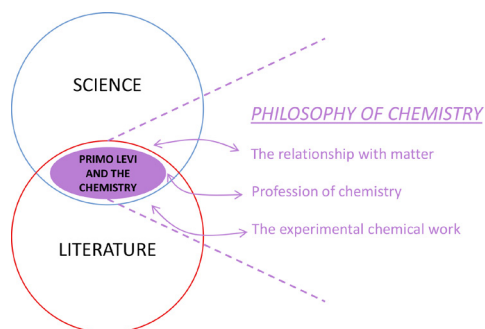 SCIENCE
PRIMO LEVI
AND THE
CHEMISTRY
LITERATURE
PHILOSOPHY OF CHEMISTRY
The relationship with matter
Profession of chemistry
The experimental chemical work